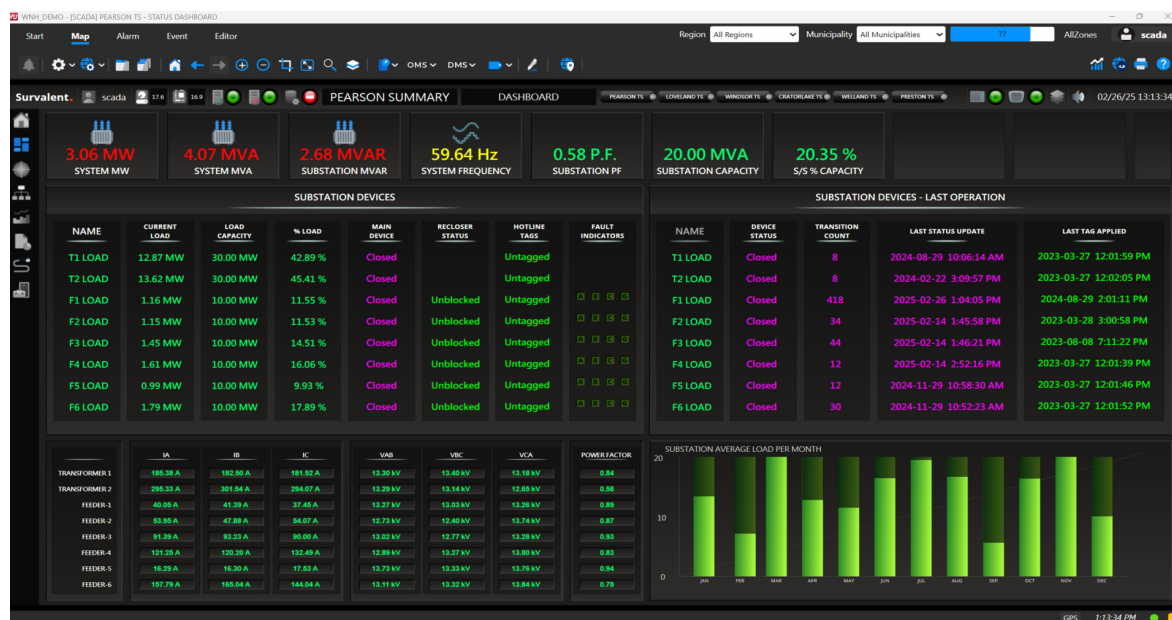 WNH_DEMO - [SCADA] PEARSON TS - STATUS DASHBOARD
Start Map Alarm Event Editor Region All Regions Municipality All Municipalities 77 AllZones scada
OMS DMS
Survalent. scada 17.6 16.9 PEARSON SUMMARY DASHBOARD PEARSON TS LOVELAND TS WINDSOR TS CRATORLAKE TS WELLAND TS PRESTON TS 02/26/25 13:13:34
3.06 MW 4.07 MVA 2.68 MVAR 59.64 Hz 0.58 P.F. 20.00 MVA 20.35 %
SYSTEM MW SYSTEM MVA SUBSTATION MVAR SYSTEM FREQUENCY SUBSTATION PF SUBSTATION CAPACITY S/S % CAPACITY
SUBSTATION DEVICES
NAME CURRENT LOAD LOAD CAPACITY % LOAD MAIN DEVICE RECLOSER STATUS HOTLINE TAGS FAULT INDICATORS
T1 LOAD 12.87 MW 30.00 MW 42.89 % Closed Untagged
T2 LOAD 13.62 MW 30.00 MW 45.41 % Closed Untagged
F1 LOAD 1.16 MW 10.00 MW 11.55 % Closed Unblocked Untagged
F2 LOAD 1.15 MW 10.00 MW 11.53 % Closed Unblocked Untagged
F3 LOAD 1.45 MW 10.00 MW 14.51 % Closed Unblocked Untagged
F4 LOAD 1.61 MW 10.00 MW 16.06 % Closed Unblocked Untagged
F5 LOAD 0.99 MW 10.00 MW 9.93 % Closed Unblocked Untagged
F6 LOAD 1.79 MW 10.00 MW 17.89 % Closed Unblocked Untagged
SUBSTATION DEVICES - LAST OPERATION
NAME DEVICE STATUS TRANSITION COUNT LAST STATUS UPDATE LAST TAG APPLIED
T1 LOAD Closed 8 2024-08-29 10:06:14 AM 2023-03-27 12:01:59 PM
T2 LOAD Closed 8 2024-02-22 3:09:57 PM 2023-03-27 12:02:05 PM
F1 LOAD Closed 418 2025-02-26 1:04:05 PM 2024-08-29 2:01:11 PM
F2 LOAD Closed 34 2025-02-14 1:45:58 PM 2023-03-28 3:00:58 PM
F3 LOAD Closed 44 2025-02-14 1:46:21 PM 2023-08-08 7:11:22 PM
F4 LOAD Closed 12 2025-02-14 2:52:16 PM 2023-03-27 12:01:39 PM
F5 LOAD Closed 12 2024-11-29 10:58:30 AM 2023-03-27 12:01:46 PM
F6 LOAD Closed 30 2024-11-29 10:52:23 AM 2023-03-27 12:01:52 PM
IA IB IC VAB VBC VCA POWER FACTOR
TRANSFORMER 1 185.38 A 182.50 A 181.52 A 13.30 kV 13.40 kV 13.18 kV 0.84
TRANSFORMER 2 295.33 A 301.54 A 294.07 A 13.29 kV 13.14 kV 12.65 kV 0.58
FEEDER-1 40.05 A 41.39 A 37.45 A 13.27 kV 13.03 kV 13.26 kV 0.89
FEEDER-2 53.95 A 47.88 A 54.07 A 12.73 kV 12.40 kV 13.74 kV 0.87
FEEDER-3 91.39 A 93.23 A 90.00 A 13.02 kV 12.77 kV 13.28 kV 0.93
FEEDER-4 121.25 A 120.20 A 132.49 A 12.89 kV 13.27 kV 13.80 kV 0.83
FEEDER-5 16.29 A 16.30 A 17.53 A 13.73 kV 13.33 kV 13.76 kV 0.94
FEEDER-6 157.79 A 165.04 A 144.04 A 13.11 kV 13.32 kV 13.84 kV 0.78
SUBSTATION AVERAGE LOAD PER MONTH
20
10
0
JAN FEB MAR APR MAY JUN JUL AUG SEP OCT NOV DEC
GPS 1:13:34 PM